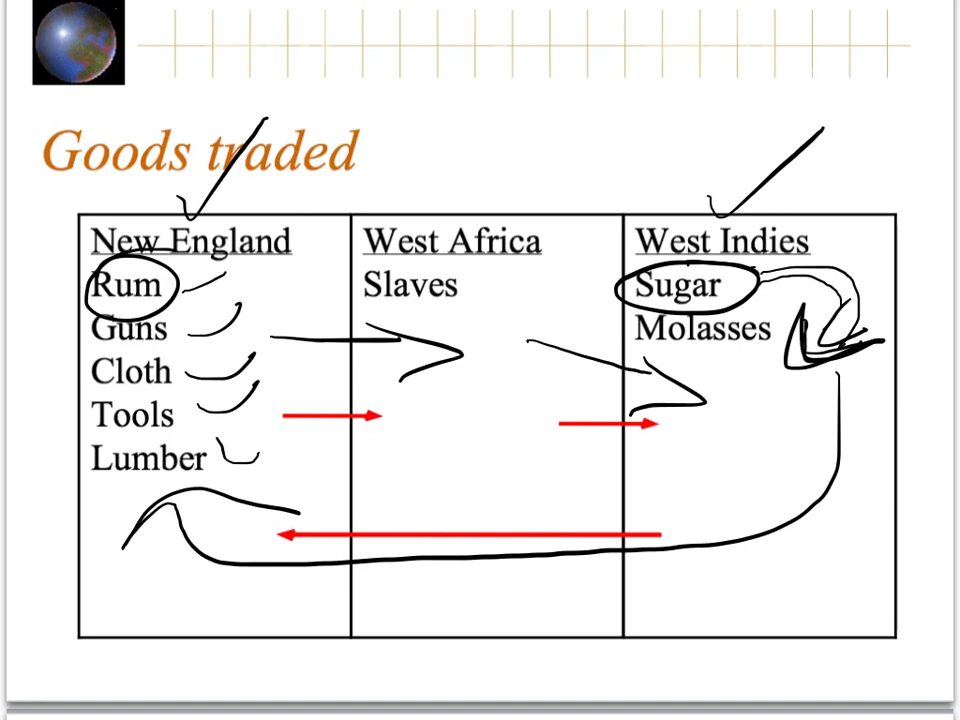 Goods traded
New England
Rum
Guns
Cloth
Tools
Lumber
West Africa
Slaves
West Indies
Sugar
Molasses